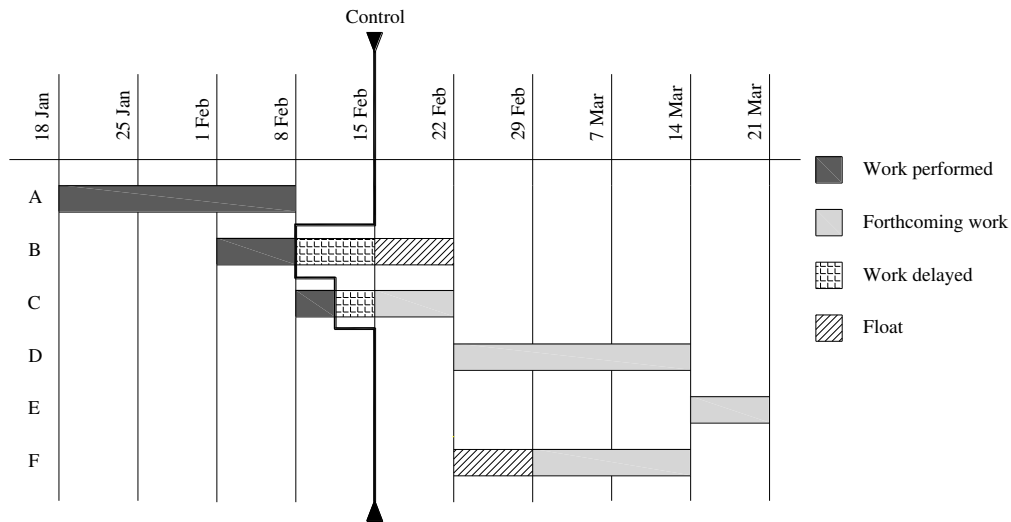 Control
18 Jan
25 Jan
1 Feb
8 Feb
15 Feb
22 Feb
29 Feb
7 Mar
14 Mar
21 Mar
A
B
C
D
E
F
Work performed
Forthcoming work
Work delayed
Float